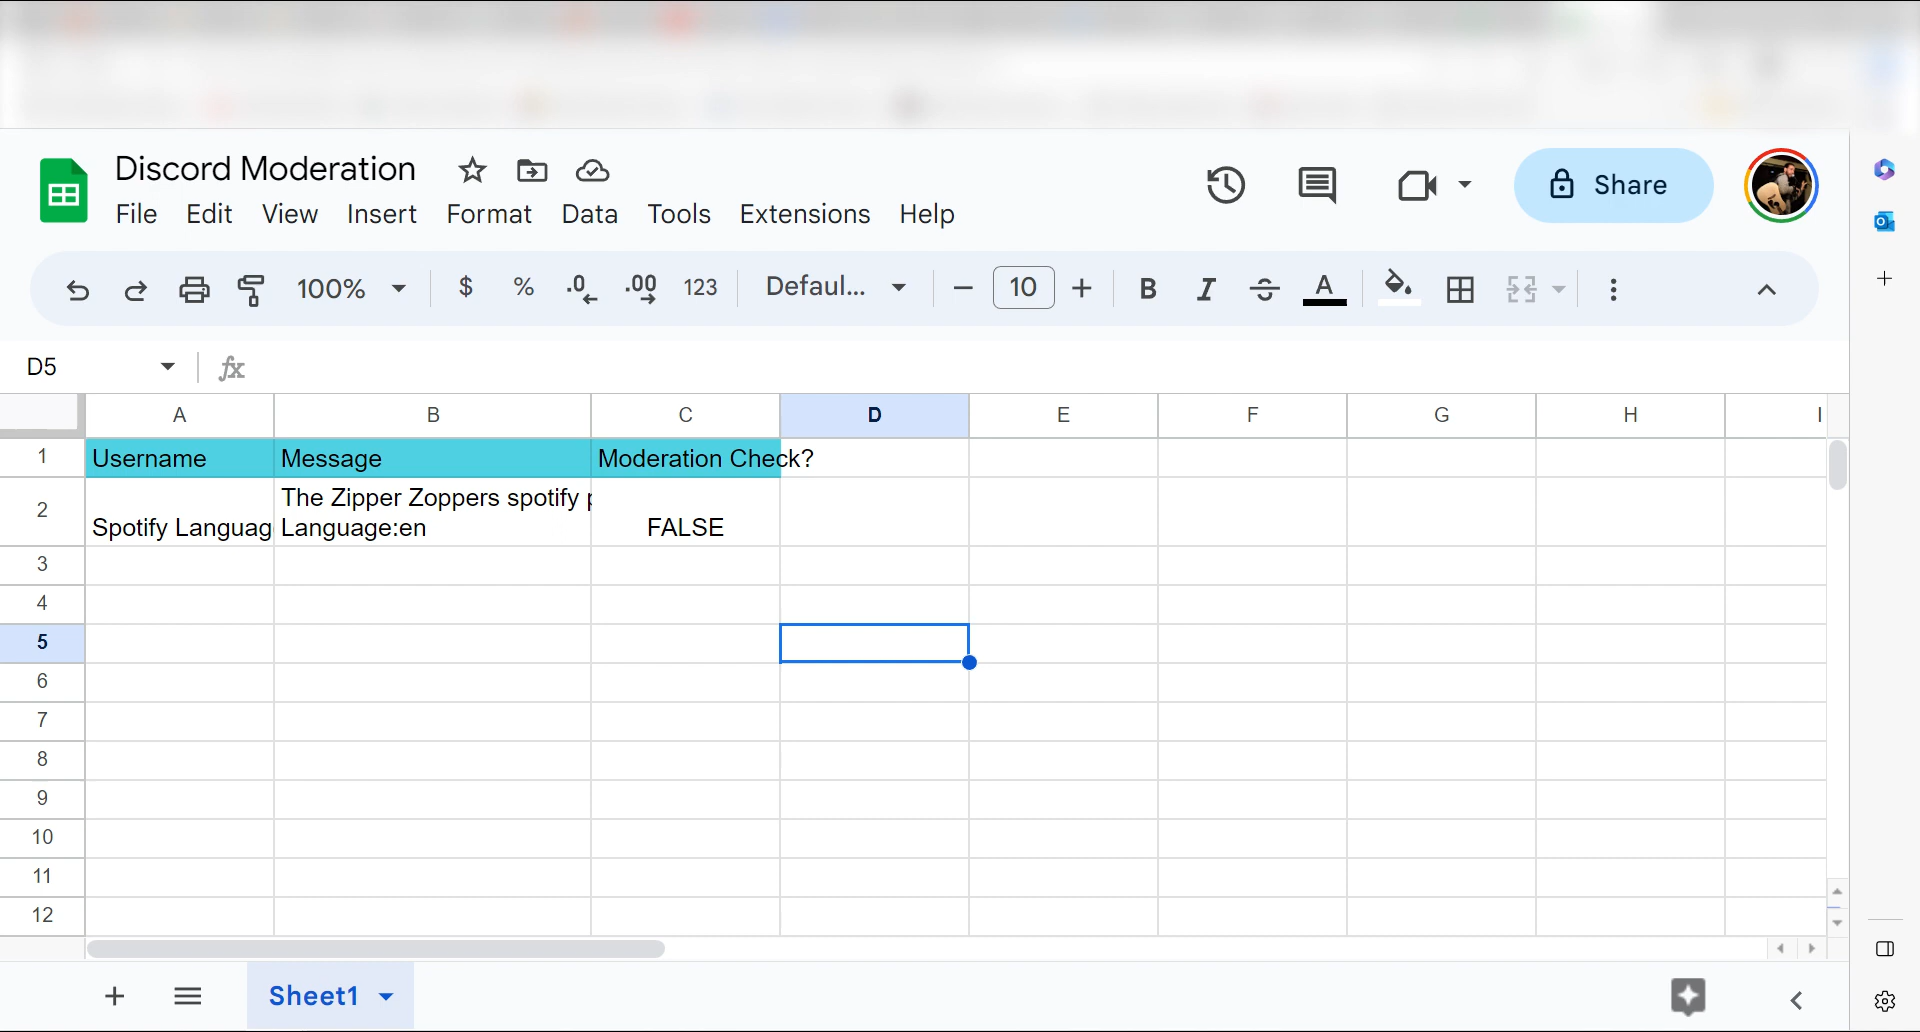 Discord Moderation
File Edit View Insert Format Data Tools Extensions Help
Share
100% $ % .0 .00 123 Defaul... 10 B I A
D5 fx
A B C D E F G H I
1 Username Message Moderation Check?
The Zipper Zoppers spotify
2
Spotify Languag Language:en FALSE
3
4
5
6
7
8
9
10
11
12
Sheet1